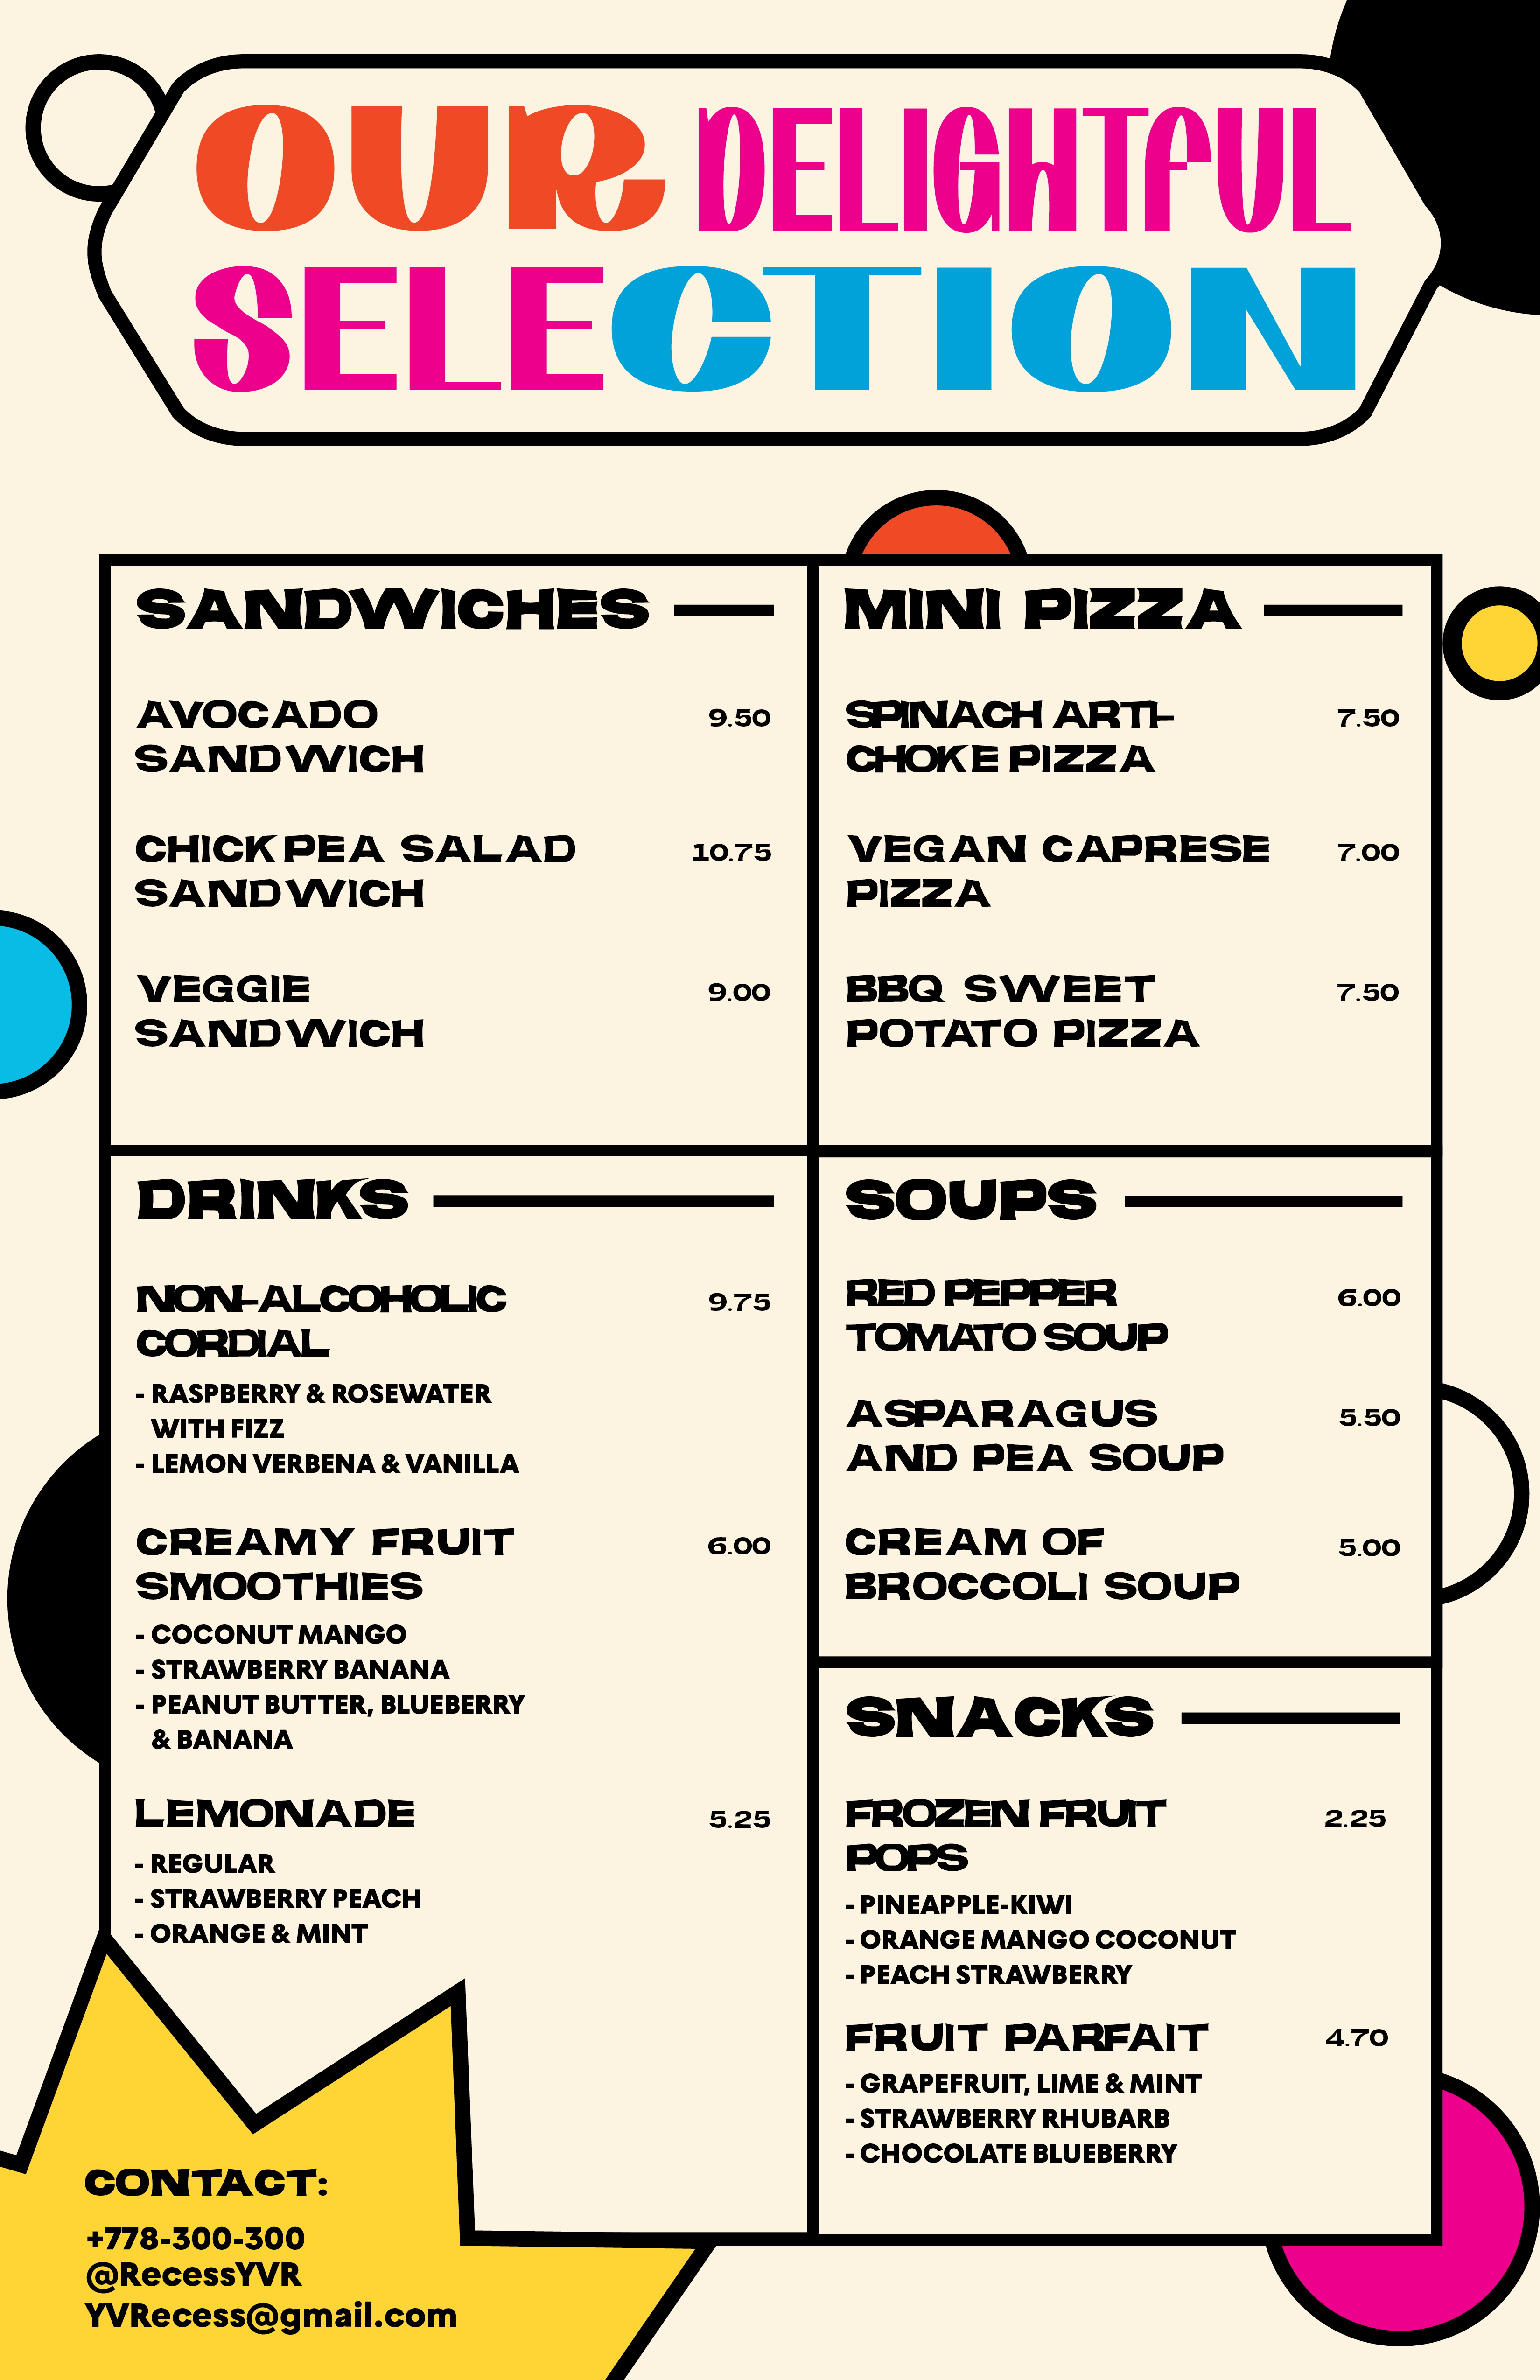 OUR DELIGHTFUL
SELECTION
SANDWICHES
AVOCADO 9.50
SANDWICH
CHICKPEA SALAD 10.75
SANDWICH
VEGGIE 9.00
SANDWICH
MINI PIZZA
SPINACH ARTI- 7.50
CHOKE PIZZA
VEGAN CAPRESE 7.00
PIZZA
BBQ SWEET 7.50
POTATO PIZZA
DRINKS
NON-ALCOHOLIC 9.75
CORDIAL
- RASPBERRY & ROSEWATER
WITH FIZZ
- LEMON VERBENA & VANILLA
CREAMY FRUIT 6.00
SMOOTHIES
- COCONUT MANGO
- STRAWBERRY BANANA
- PEANUT BUTTER, BLUEBERRY
& BANANA
LEMONADE 5.25
- REGULAR
- STRAWBERRY PEACH
- ORANGE & MINT
SOUPS
RED PEPPER 6.00
TOMATO SOUP
ASPARAGUS 5.50
AND PEA SOUP
CREAM OF 5.00
BROCCOLI SOUP
SNACKS
FROZEN FRUIT 2.25
POPS
- PINEAPPLE-KIWI
- ORANGE MANGO COCONUT
- PEACH STRAWBERRY
FRUIT PARFAIT 4.70
- GRAPEFRUIT, LIME & MINT
- STRAWBERRY RHUBARB
- CHOCOLATE BLUEBERRY
CONTACT:
+778-300-300
@RecessYVR
YVRecess@gmail.com